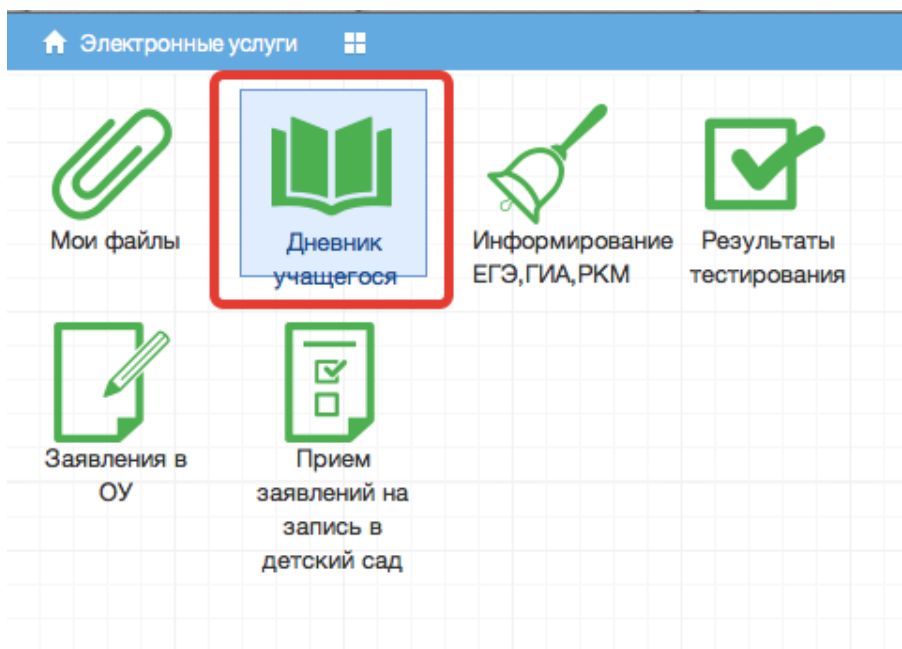 Электронные услуги
Мои файлы
Дневник
учащегося
Информирование
ЕГЭ,ГИА,РКМ
Результаты
тестирования
Заявления в
ОУ
Прием
заявлений на
запись в
детский сад